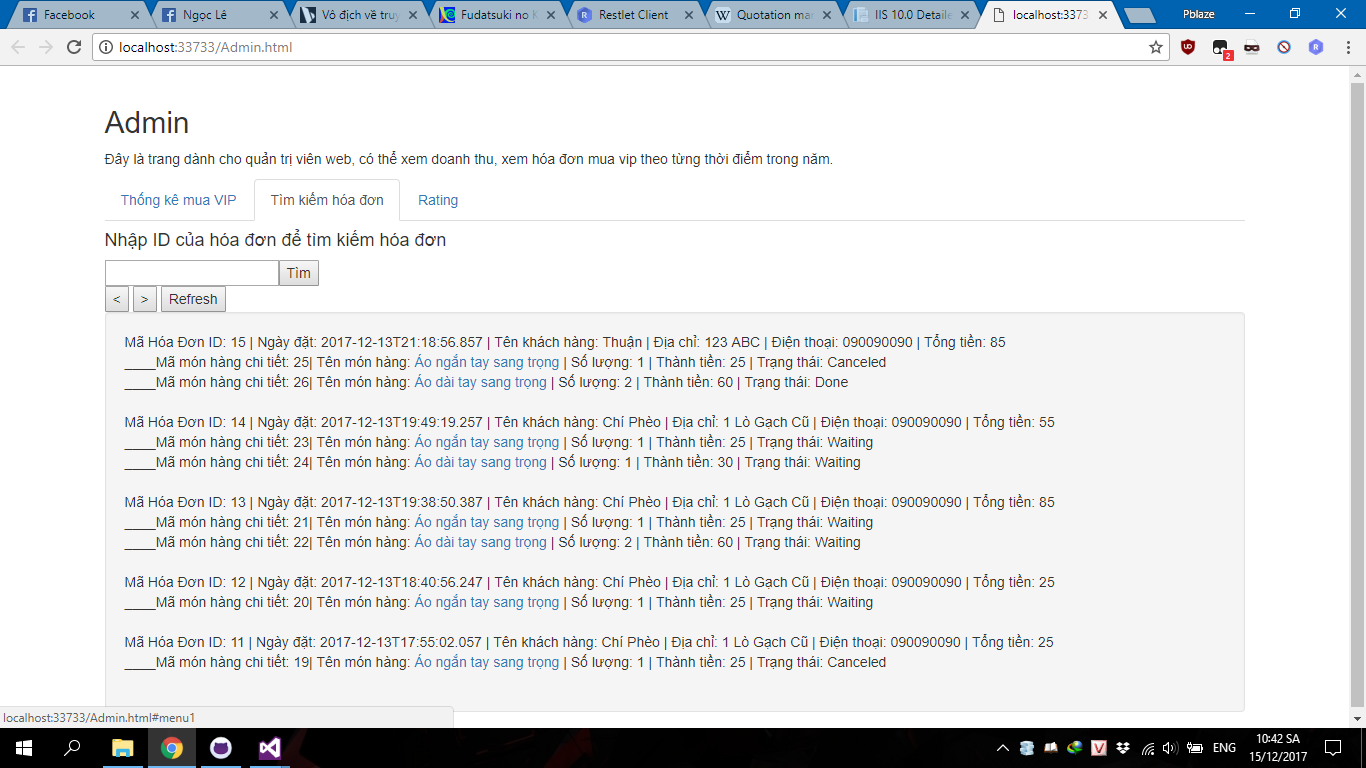 Facebook
Ngọc Lê
Vô địch về truy
Fudatsuki no K
Restlet Client
Quotation mar
IIS 10.0 Detaile
localhost:3373
Pblaze
localhost:33733/Admin.html
2
Admin
Đây là trang dành cho quản trị viên web, có thể xem doanh thu, xem hóa đơn mua vip theo từng thời điểm trong năm.
Thống kê mua VIP
Tìm kiếm hóa đơn
Rating
Nhập ID của hóa đơn để tìm kiếm hóa đơn
Tìm
< > Refresh
Mã Hóa Đơn ID: 15 | Ngày đặt: 2017-12-13T21:18:56.857 | Tên khách hàng: Thuận | Địa chỉ: 123 ABC | Điện thoại: 090090090 | Tổng tiền: 85
____Mã món hàng chi tiết: 25| Tên món hàng: Áo ngắn tay sang trọng | Số lượng: 1 | Thành tiền: 25 | Trạng thái: Canceled
____Mã món hàng chi tiết: 26| Tên món hàng: Áo dài tay sang trọng | Số lượng: 2 | Thành tiền: 60 | Trạng thái: Done
Mã Hóa Đơn ID: 14 | Ngày đặt: 2017-12-13T19:49:19.257 | Tên khách hàng: Chí Phèo | Địa chỉ: 1 Lò Gạch Cũ | Điện thoại: 090090090 | Tổng tiền: 55
____Mã món hàng chi tiết: 23| Tên món hàng: Áo ngắn tay sang trọng | Số lượng: 1 | Thành tiền: 25 | Trạng thái: Waiting
____Mã món hàng chi tiết: 24| Tên món hàng: Áo dài tay sang trọng | Số lượng: 1 | Thành tiền: 30 | Trạng thái: Waiting
Mã Hóa Đơn ID: 13 | Ngày đặt: 2017-12-13T19:38:50.387 | Tên khách hàng: Chí Phèo | Địa chỉ: 1 Lò Gạch Cũ | Điện thoại: 090090090 | Tổng tiền: 85
____Mã món hàng chi tiết: 21| Tên món hàng: Áo ngắn tay sang trọng | Số lượng: 1 | Thành tiền: 25 | Trạng thái: Waiting
____Mã món hàng chi tiết: 22| Tên món hàng: Áo dài tay sang trọng | Số lượng: 2 | Thành tiền: 60 | Trạng thái: Waiting
Mã Hóa Đơn ID: 12 | Ngày đặt: 2017-12-13T18:40:56.247 | Tên khách hàng: Chí Phèo | Địa chỉ: 1 Lò Gạch Cũ | Điện thoại: 090090090 | Tổng tiền: 25
____Mã món hàng chi tiết: 20| Tên món hàng: Áo ngắn tay sang trọng | Số lượng: 1 | Thành tiền: 25 | Trạng thái: Waiting
Mã Hóa Đơn ID: 11 | Ngày đặt: 2017-12-13T17:55:02.057 | Tên khách hàng: Chí Phèo | Địa chỉ: 1 Lò Gạch Cũ | Điện thoại: 090090090 | Tổng tiền: 25
____Mã món hàng chi tiết: 19| Tên món hàng: Áo ngắn tay sang trọng | Số lượng: 1 | Thành tiền: 25 | Trạng thái: Canceled
localhost:33733/Admin.html#menu1
ENG
10:42 SA
15/12/2017